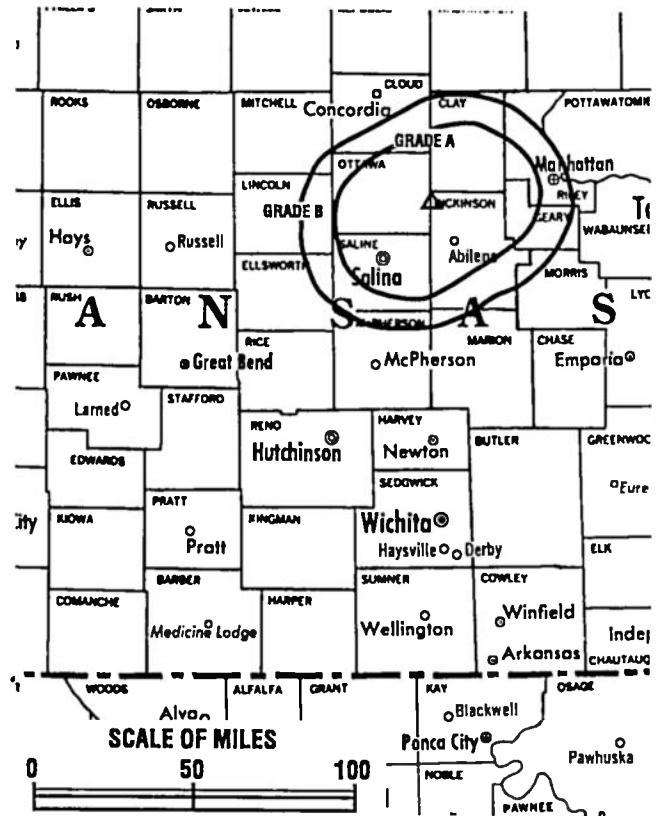 CLOUD
ROOKS
OSBORNE
MITCHELL
Concordia
CLAY
POTTAWATOMIE
GRADE A
OTTAWA
Manhattan
LINCOLN
RILEY
ELLIS
RUSSELL
GRADE B
DICKINSON
GEARY
WABAUNSEE
Hays
Russell
SALINE
Abilene
ELLSWORTH
Salina
MORRIS
RUSH
BARTON
A N S A S
McPHERSON
RICE
MARION
CHASE
Great Bend
McPherson
Emporia
PAWNEE
STAFFORD
Larned
RENO
HARVEY
Hutchinson
Newton
BUTLER
GREENWOOD
EDWARDS
SEDGWICK
Eure
PRATT
KIOWA
KINGMAN
Wichita
City
Pratt
Haysville
Derby
ELK
BARBER
SUMNER
COWLEY
COMANCHE
HARPER
Medicine Lodge
Wellington
Winfield
Indep
Arkansas
CHAUTAUQ
WOODS
ALFALFA
GRANT
KAY
OSAGE
Alva
Blackwell
SCALE OF MILES
Ponca City
Pawhuska
0 50 100
NOBLE
PAWNEE